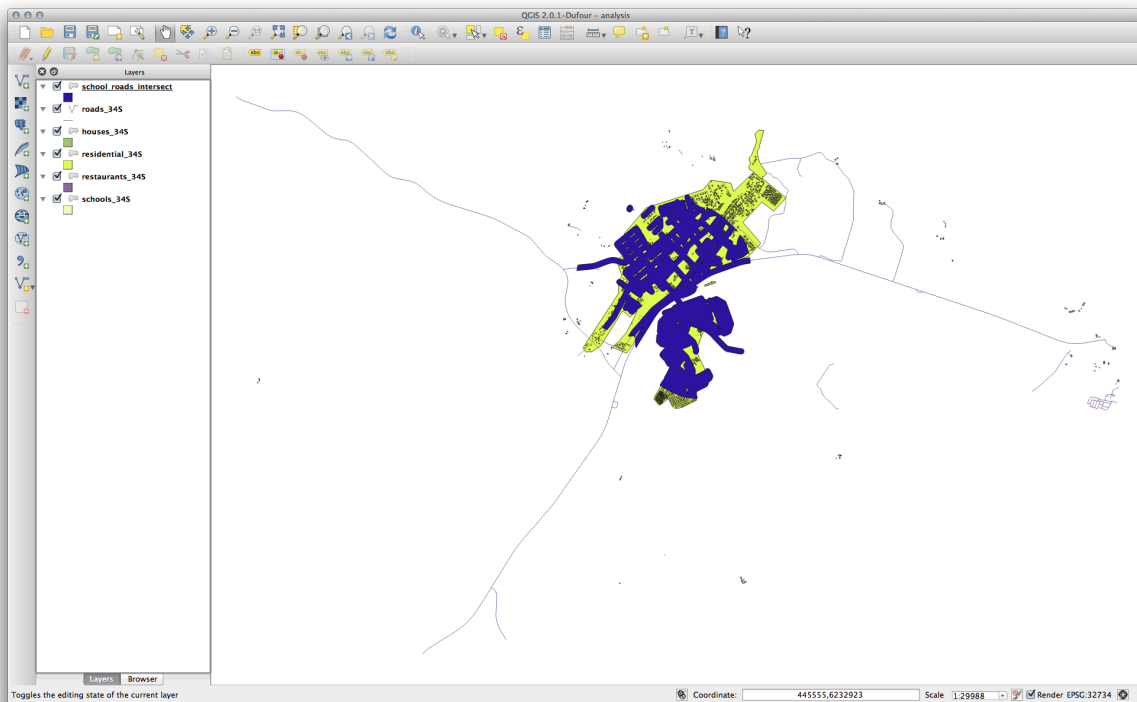 QGIS 2.0.1-Dufour - analysis
Layers
school_roads_intersect
roads_34S
houses_34S
residential_34S
restaurants_34S
schools_34S
Layers Browser
Toggles the editing state of the current layer
Coordinate: 445555,6232923 Scale 1:29988 Render EPSG:32734